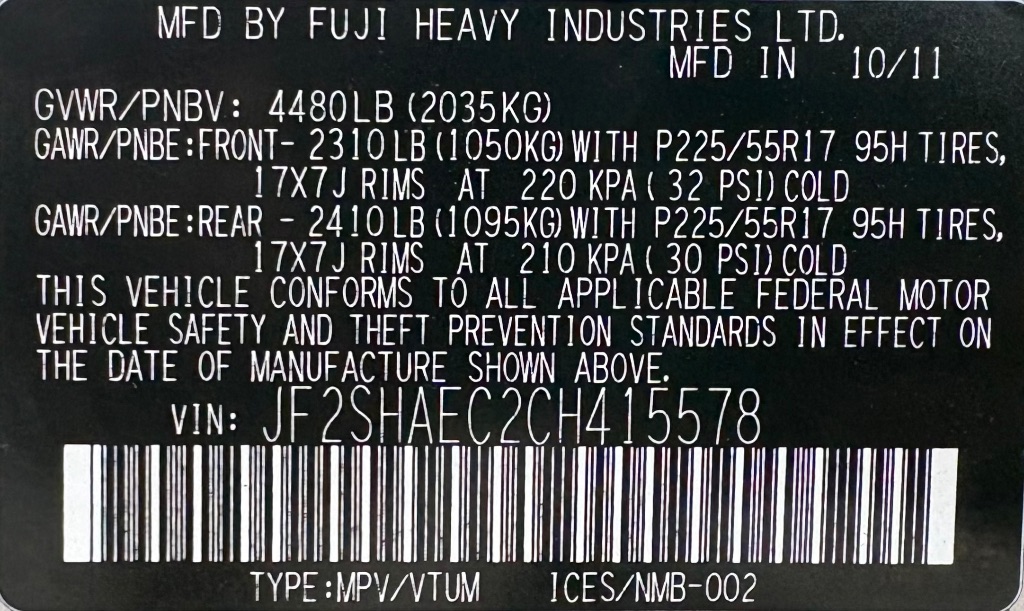 MFD BY FUJI HEAVY INDUSTRIES LTD.
MFD IN 10/11
GVWR/PNBV: 4480LB (2035KG)
GAWR/PNBE:FRONT- 2310LB (1050KG)WITH P225/55R17 95H TIRES,
17X7J RIMS AT 220 KPA( 32 PSI)COLD
GAWR/PNBE:REAR - 2410LB (1095KG)WITH P225/55R17 95H TIRES,
17X7J RIMS AT 210 KPA( 30 PSI)COLD
THIS VEHICLE CONFORMS TO ALL APPLICABLE FEDERAL MOTOR
VEHICLE SAFETY AND THEFT PREVENTION STANDARDS IN EFFECT ON
THE DATE OF MANUFACTURE SHOWN ABOVE.
VIN: JF2SHAEC2CH415578
TYPE:MPV/VTUM ICES/NMB-002